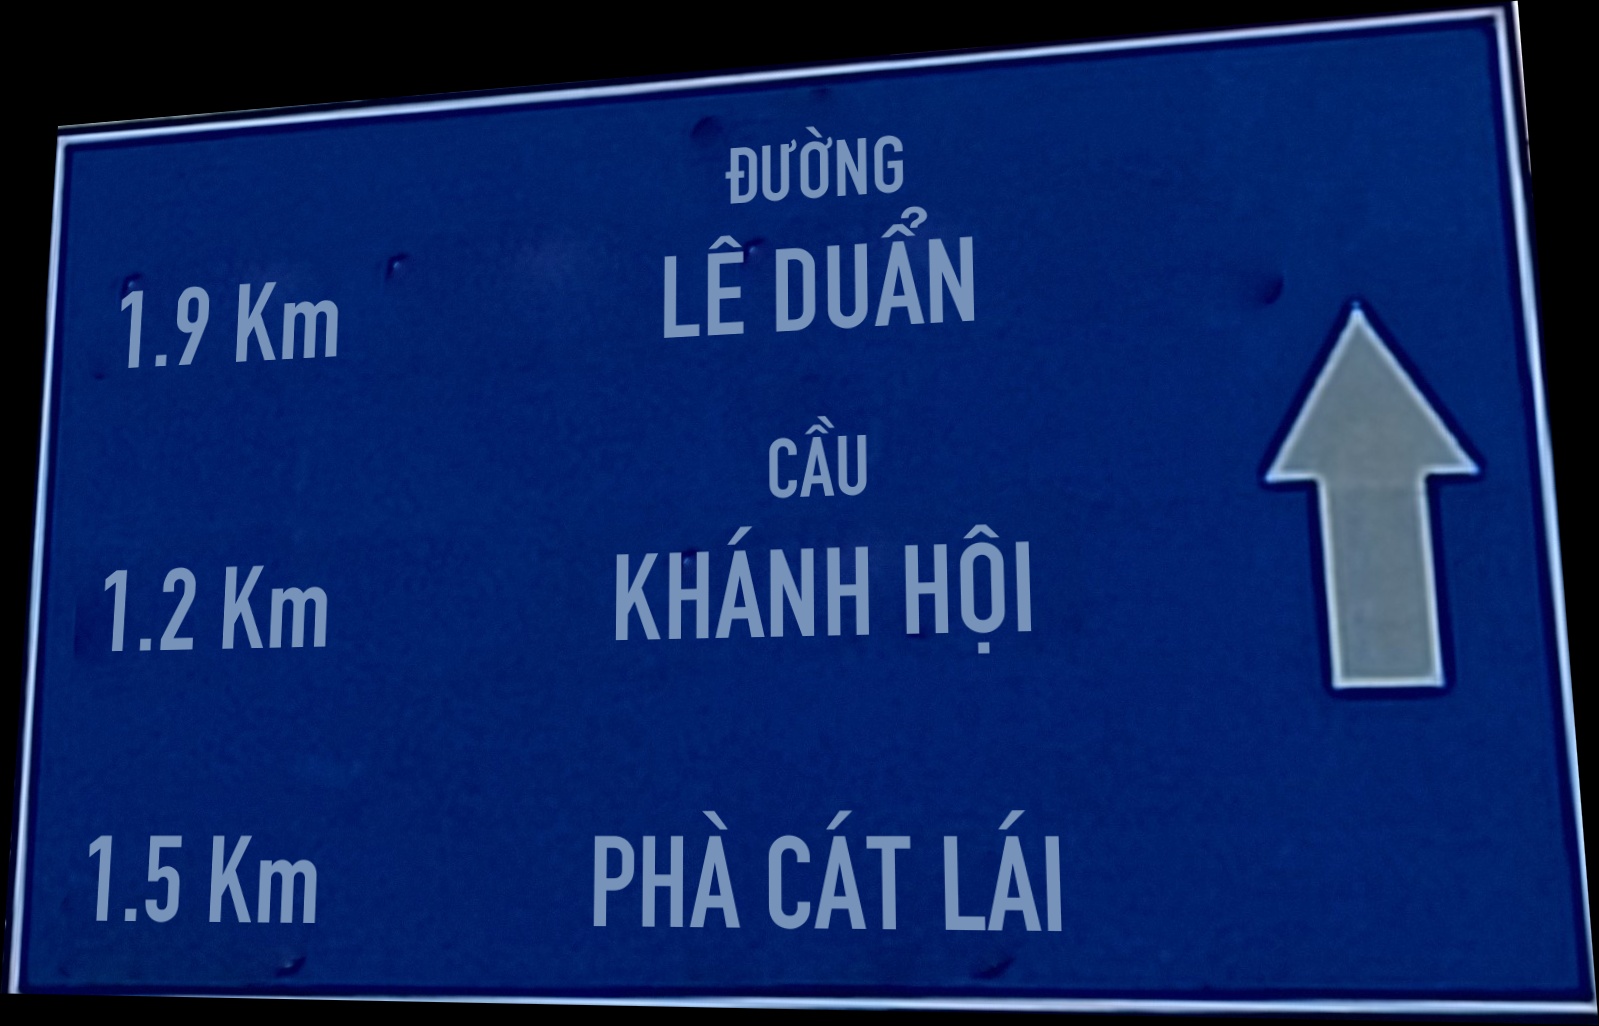 ĐƯỜNG
1.9 Km LÊ DUẨN
CẦU
1.2 Km KHÁNH HỘI
1.5 Km PHÀ CÁT LÁI